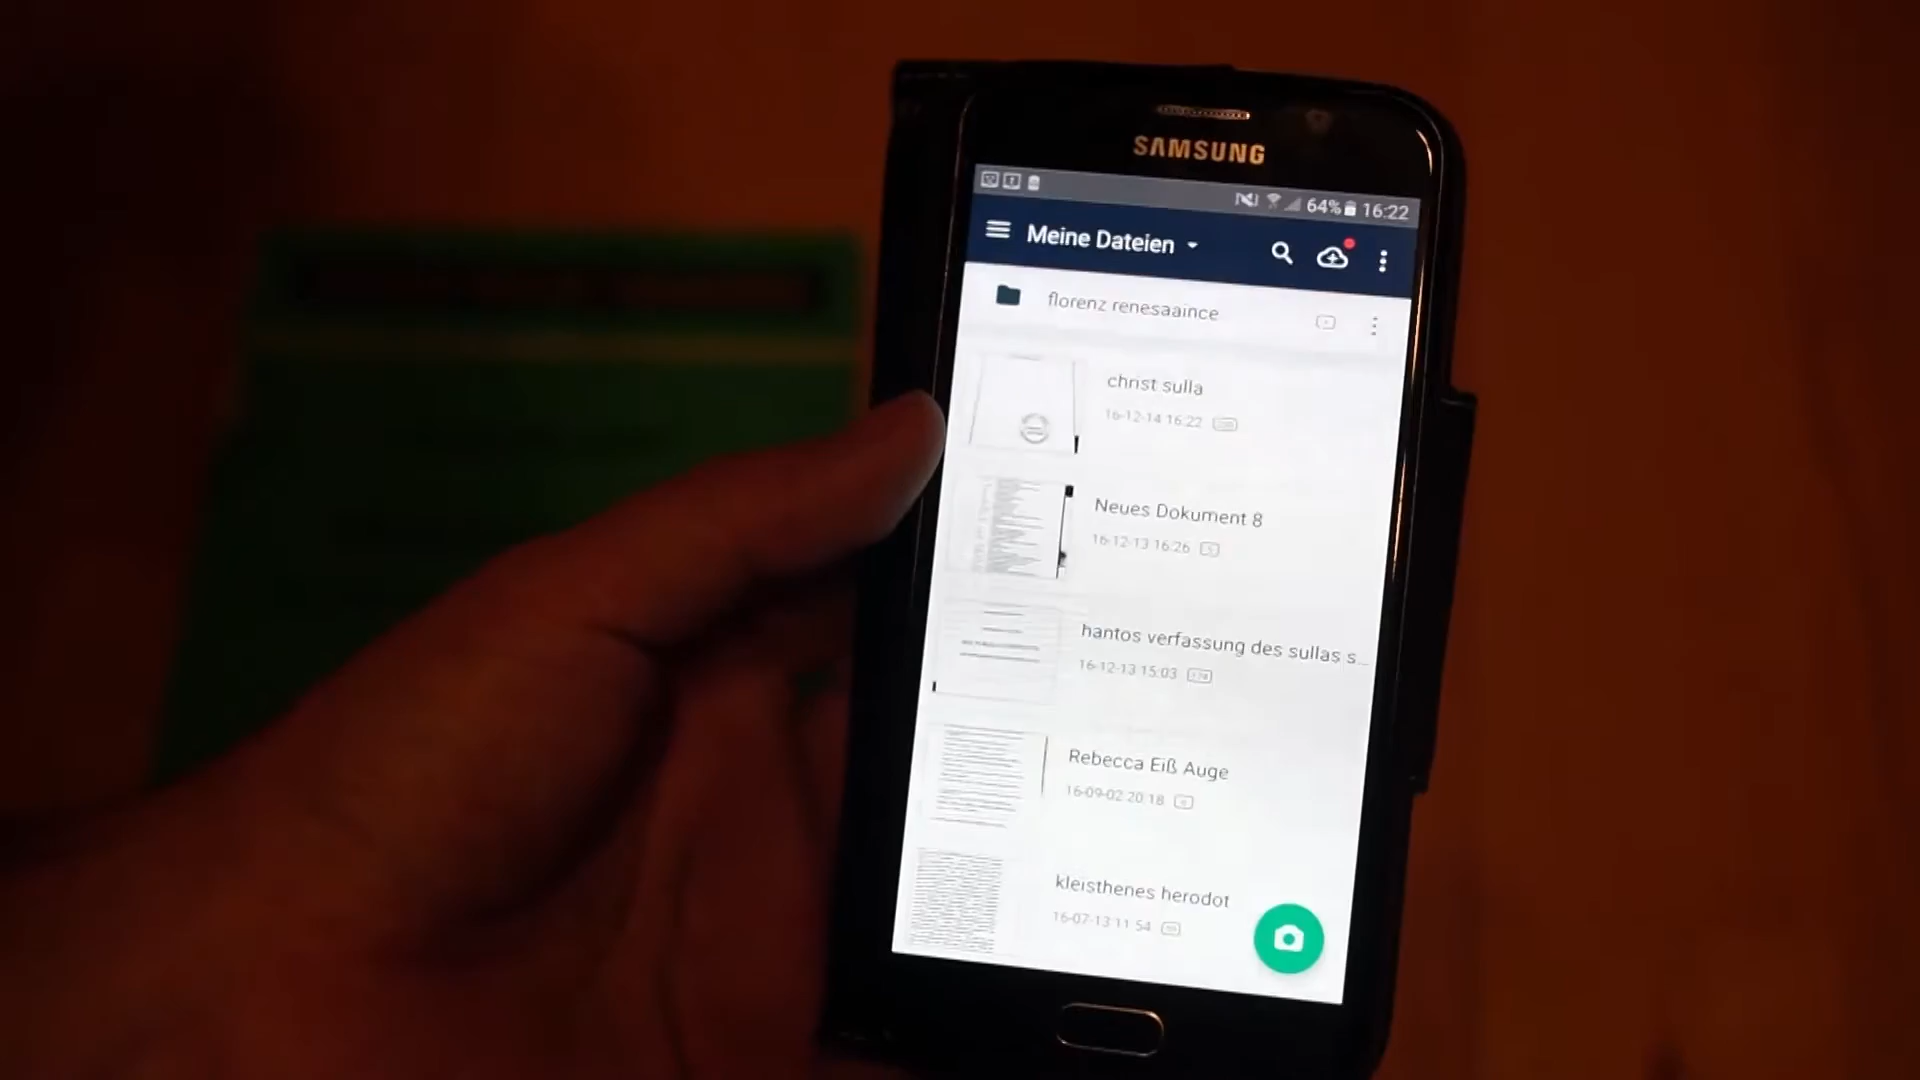 SAMSUNG
64% 16:22
Meine Dateien
florenz renesaaince
christ sulla
16-12-14 16:22
Neues Dokument 8
16-12-13 16:26
hantos verfassung des sullas s...
16-12-13 15:03
Rebecca Eiß Auge
16-09-02 20:18
kleisthenes herodot
16-07-13 11:54